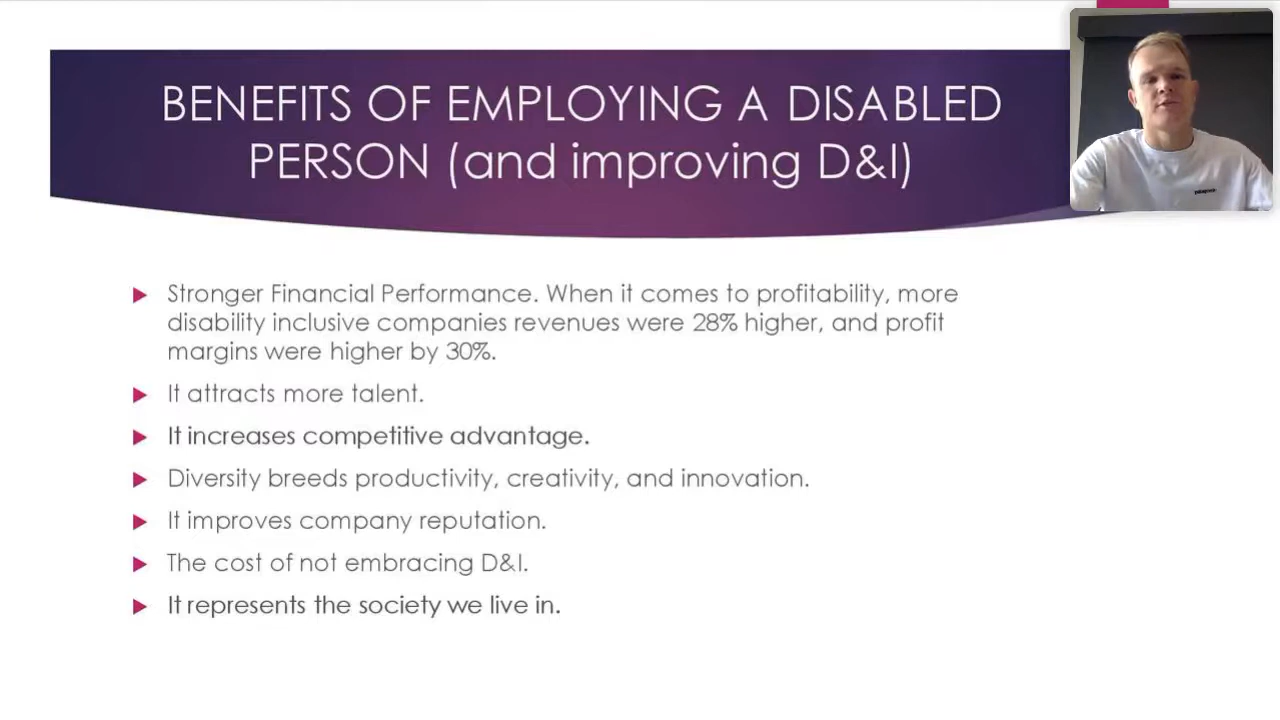 BENEFITS OF EMPLOYING A DISABLED
PERSON (and improving D&I)
Stronger Financial Performance. When it comes to profitability, more
disability inclusive companies revenues were 28% higher, and profit
margins were higher by 30%.
It attracts more talent.
It increases competitive advantage.
Diversity breeds productivity, creativity, and innovation.
It improves company reputation.
The cost of not embracing D&I.
It represents the society we live in.